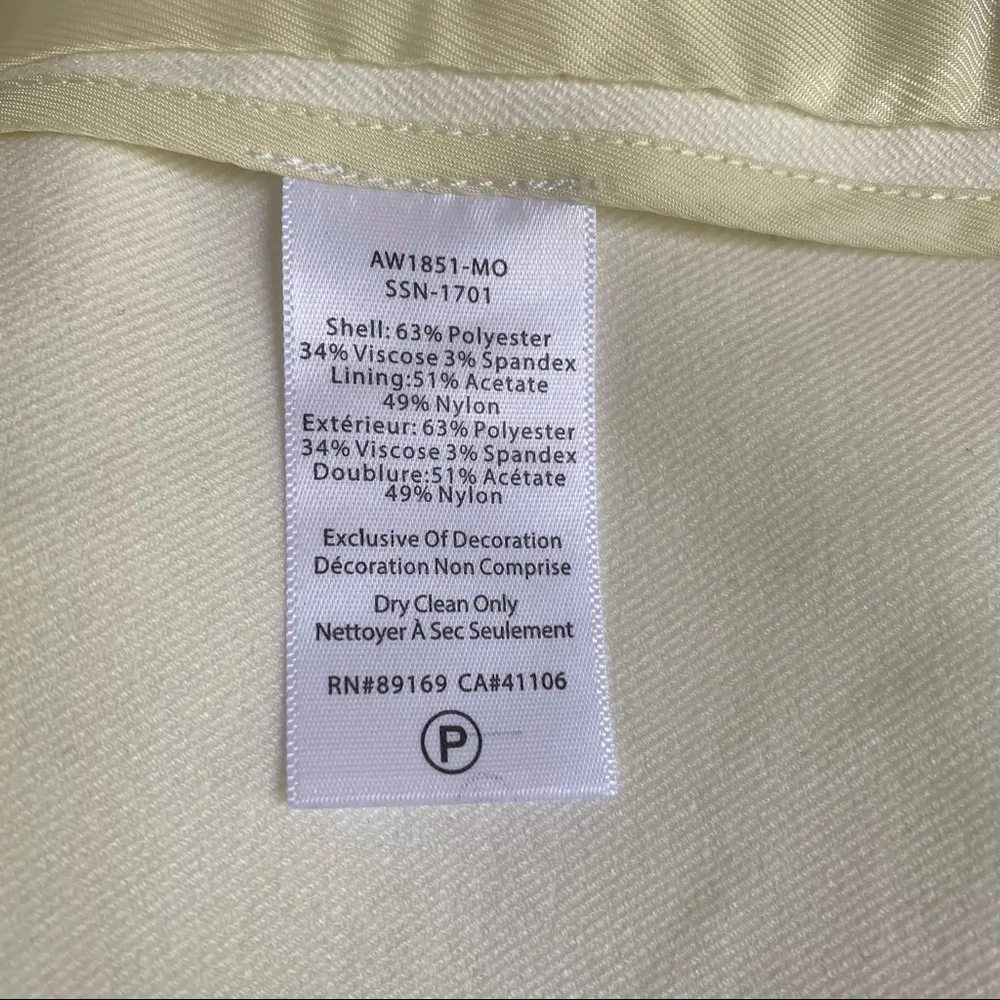 AW1851-MO
SSN-1701
Shell: 63% Polyester
34% Viscose 3% Spandex
Lining:51% Acetate
49% Nylon
Extérieur: 63% Polyester
34% Viscose 3% Spandex
Doublure:51% Acétate
49% Nylon
Exclusive Of Decoration
Décoration Non Comprise
Dry Clean Only
Nettoyer À Sec Seulement
RN#89169 CA#41106
P